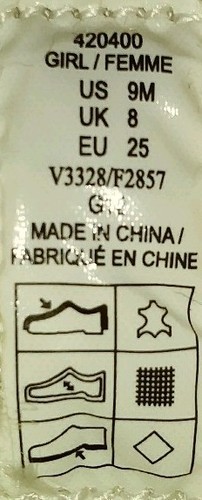 420400
GIRL / FEMME
US 9M
UK 8
EU 25
V3328/F2857
MADE IN CHINA /
FABRIQUÉ EN CHINE